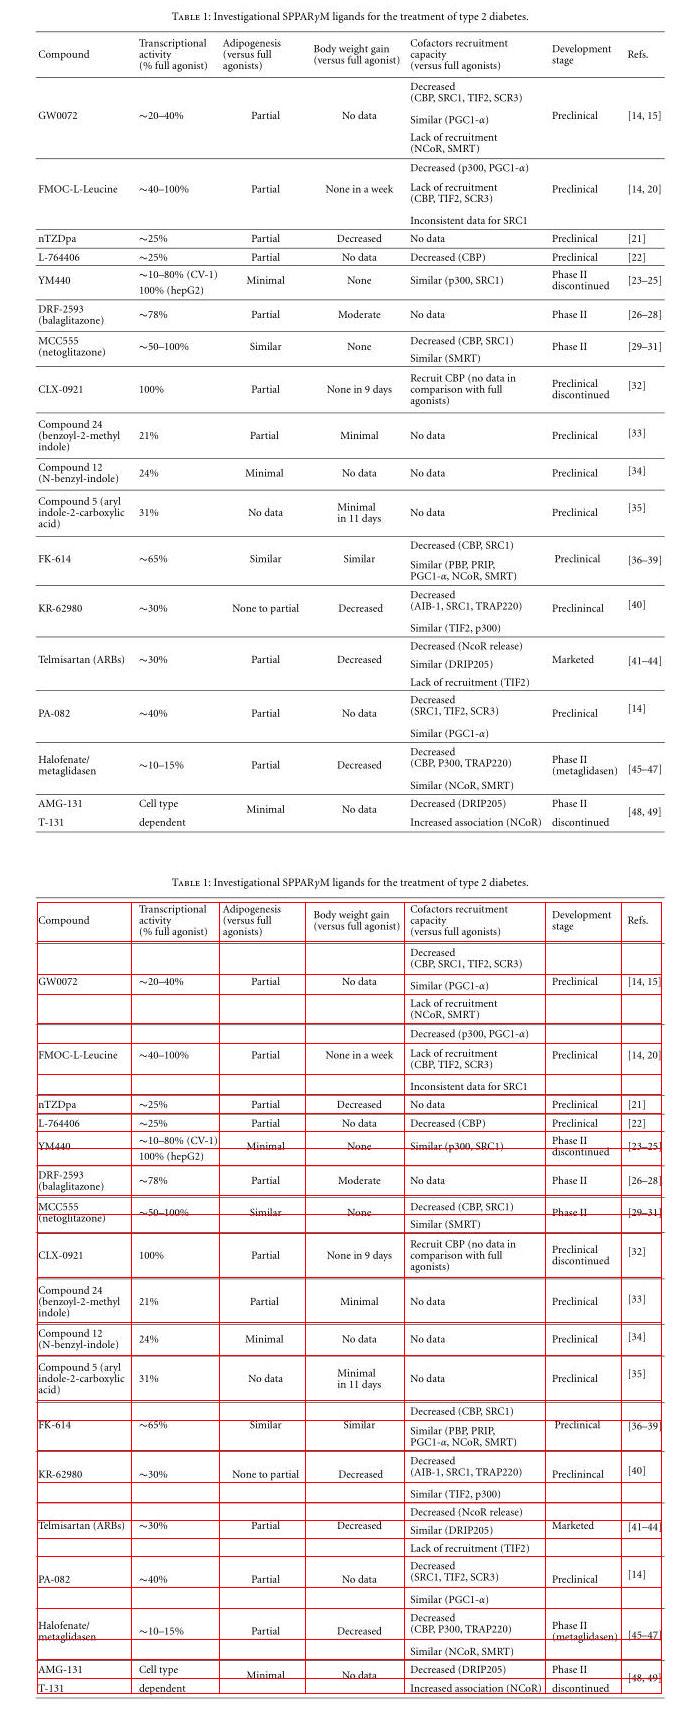 TABLE 1: Investigational SPPARγM ligands for the treatment of type 2 diabetes.
Compound Transcriptional activity (% full agonist) Adipogenesis (versus full agonists) Body weight gain (versus full agonist) Cofactors recruitment capacity (versus full agonists) Development stage Refs.
GW0072 ~20–40% Partial No data Decreased (CBP, SRC1, TIF2, SCR3) Similar (PGC1-α) Lack of recruitment (NCoR, SMRT) Preclinical [14, 15]
FMOC-L-Leucine ~40–100% Partial None in a week Decreased (p300, PGC1-α) Lack of recruitment (CBP, TIF2, SCR3) Inconsistent data for SRC1 Preclinical [14, 20]
nTZDpa ~25% Partial Decreased No data Preclinical [21]
L-764406 ~25% Partial No data Decreased (CBP) Preclinical [22]
YM440 ~10–80% (CV-1) 100% (hepG2) Minimal None Similar (p300, SRC1) Phase II discontinued [23–25]
DRF-2593 (balaglitazone) ~78% Partial Moderate No data Phase II [26–28]
MCC555 (netoglitazone) ~50–100% Similar None Decreased (CBP, SRC1) Similar (SMRT) Phase II [29–31]
CLX-0921 100% Partial None in 9 days Recruit CBP (no data in comparison with full agonists) Preclinical discontinued [32]
Compound 24 (benzoyl-2-methyl indole) 21% Partial Minimal No data Preclinical [33]
Compound 12 (N-benzyl-indole) 24% Minimal No data No data Preclinical [34]
Compound 5 (aryl indole-2-carboxylic acid) 31% No data Minimal in 11 days No data Preclinical [35]
FK-614 ~65% Similar Similar Decreased (CBP, SRC1) Similar (PBP, PRIP, PGC1-α, NCoR, SMRT) Preclinical [36–39]
KR-62980 ~30% None to partial Decreased Decreased (AIB-1, SRC1, TRAP220) Similar (TIF2, p300) Preclinincal [40]
Telmisartan (ARBs) ~30% Partial Decreased Decreased (NcoR release) Similar (DRIP205) Lack of recruitment (TIF2) Marketed [41–44]
PA-082 ~40% Partial No data Decreased (SRC1, TIF2, SCR3) Similar (PGC1-α) Preclinical [14]
Halofenate/ metaglidasen ~10–15% Partial Decreased Decreased (CBP, P300, TRAP220) Similar (NCoR, SMRT) Phase II (metaglidasen) [45–47]
AMG-131 T-131 Cell type dependent Minimal No data Decreased (DRIP205) Increased association (NCoR) Phase II discontinued [48, 49]
TABLE 1: Investigational SPPARγM ligands for the treatment of type 2 diabetes.
Compound Transcriptional activity (% full agonist) Adipogenesis (versus full agonists) Body weight gain (versus full agonist) Cofactors recruitment capacity (versus full agonists) Development stage Refs.
GW0072 ~20–40% Partial No data Decreased (CBP, SRC1, TIF2, SCR3) Similar (PGC1-α) Lack of recruitment (NCoR, SMRT) Preclinical [14, 15]
FMOC-L-Leucine ~40–100% Partial None in a week Decreased (p300, PGC1-α) Lack of recruitment (CBP, TIF2, SCR3) Inconsistent data for SRC1 Preclinical [14, 20]
nTZDpa ~25% Partial Decreased No data Preclinical [21]
L-764406 ~25% Partial No data Decreased (CBP) Preclinical [22]
YM440 ~10–80% (CV-1) 100% (hepG2) Minimal None Similar (p300, SRC1) Phase II discontinued [23–25]
DRF-2593 (balaglitazone) ~78% Partial Moderate No data Phase II [26–28]
MCC555 (netoglitazone) ~50–100% Similar None Decreased (CBP, SRC1) Similar (SMRT) Phase II [29–31]
CLX-0921 100% Partial None in 9 days Recruit CBP (no data in comparison with full agonists) Preclinical discontinued [32]
Compound 24 (benzoyl-2-methyl indole) 21% Partial Minimal No data Preclinical [33]
Compound 12 (N-benzyl-indole) 24% Minimal No data No data Preclinical [34]
Compound 5 (aryl indole-2-carboxylic acid) 31% No data Minimal in 11 days No data Preclinical [35]
FK-614 ~65% Similar Similar Decreased (CBP, SRC1) Similar (PBP, PRIP, PGC1-α, NCoR, SMRT) Preclinical [36–39]
KR-62980 ~30% None to partial Decreased Decreased (AIB-1, SRC1, TRAP220) Similar (TIF2, p300) Preclinincal [40]
Telmisartan (ARBs) ~30% Partial Decreased Decreased (NcoR release) Similar (DRIP205) Lack of recruitment (TIF2) Marketed [41–44]
PA-082 ~40% Partial No data Decreased (SRC1, TIF2, SCR3) Similar (PGC1-α) Preclinical [14]
Halofenate/ metaglidasen ~10–15% Partial Decreased Decreased (CBP, P300, TRAP220) Similar (NCoR, SMRT) Phase II (metaglidasen) [45–47]
AMG-131 T-131 Cell type dependent Minimal No data Decreased (DRIP205) Increased association (NCoR) Phase II discontinued [48, 49]